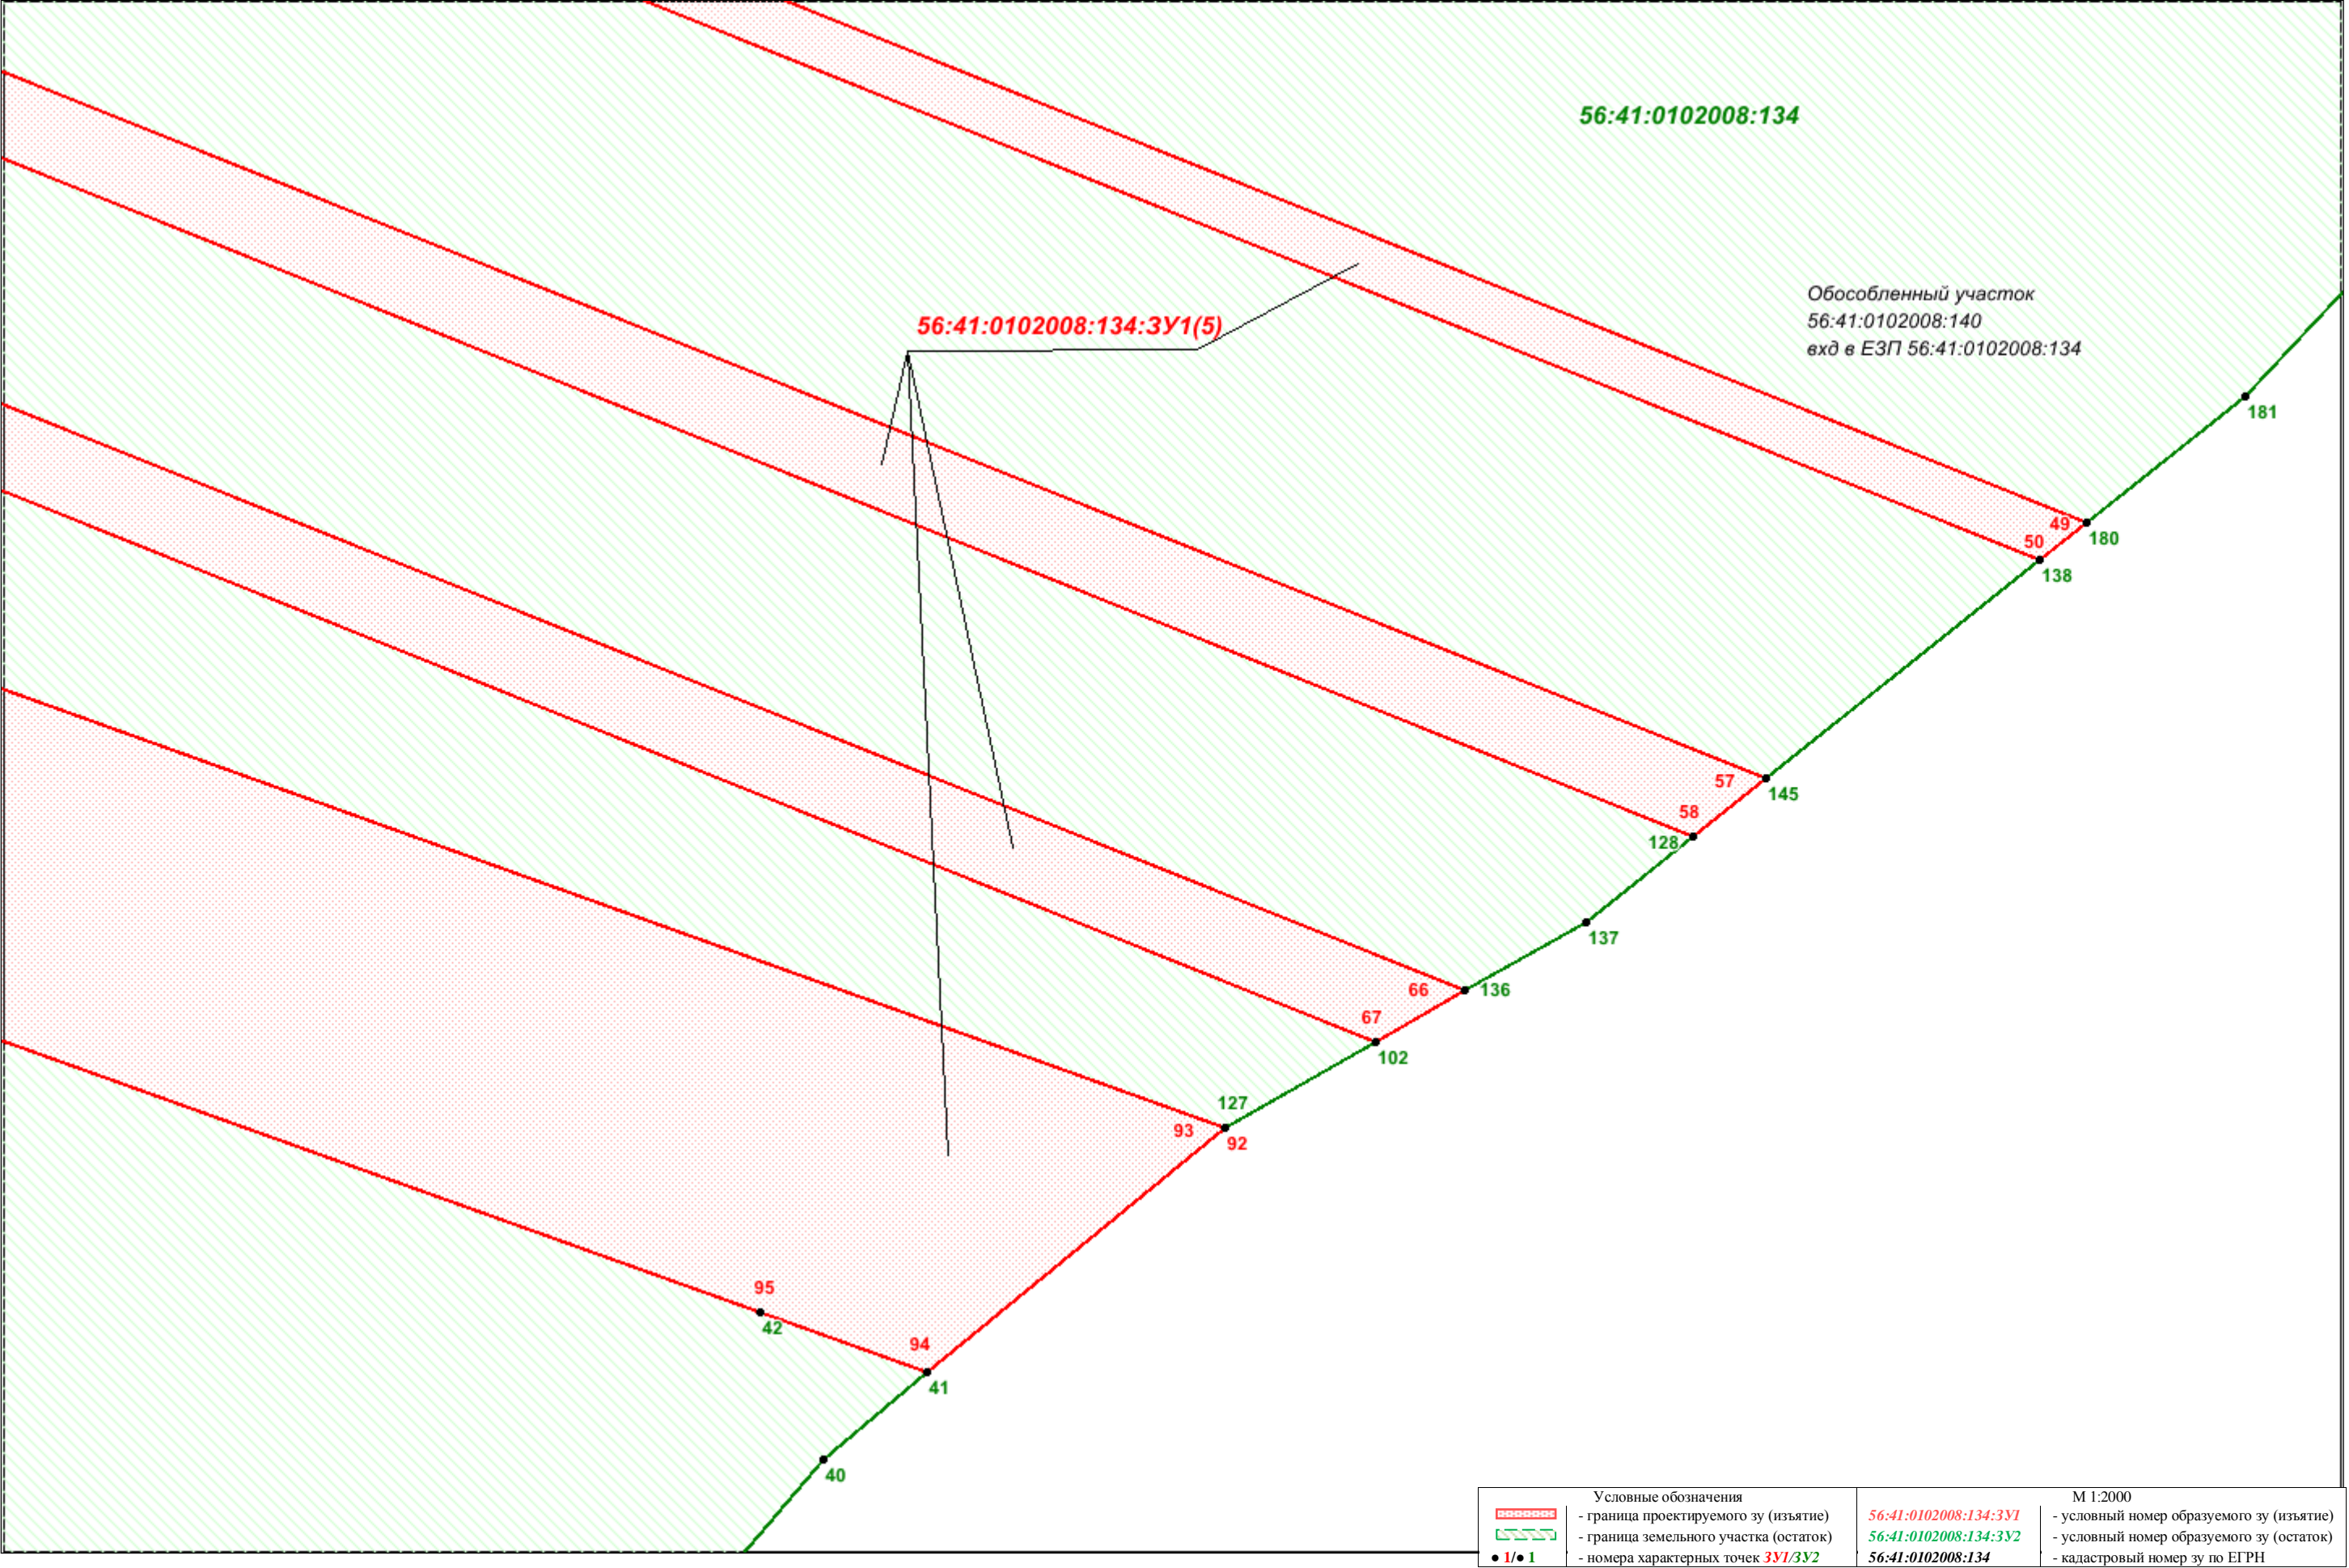 56:41:0102008:134
Обособленный участок
56:41:0102008:140
вхд в ЕЗП 56:41:0102008:134
56:41:0102008:134:ЗУ1(5)
181
49
180
50
138
57
145
58
128
137
66
136
67
102
127
93
92
95
42
94
41
40
Условные обозначения
- граница проектируемого зу (изъятие)
- граница земельного участка (остаток)
1/ 1 - номера характерных точек ЗУ1/ЗУ2
М 1:2000
56:41:0102008:134:ЗУ1 - условный номер образуемого зу (изъятие)
56:41:0102008:134:ЗУ2 - условный номер образуемого зу (остаток)
56:41:0102008:134 - кадастровый номер зу по ЕГРН